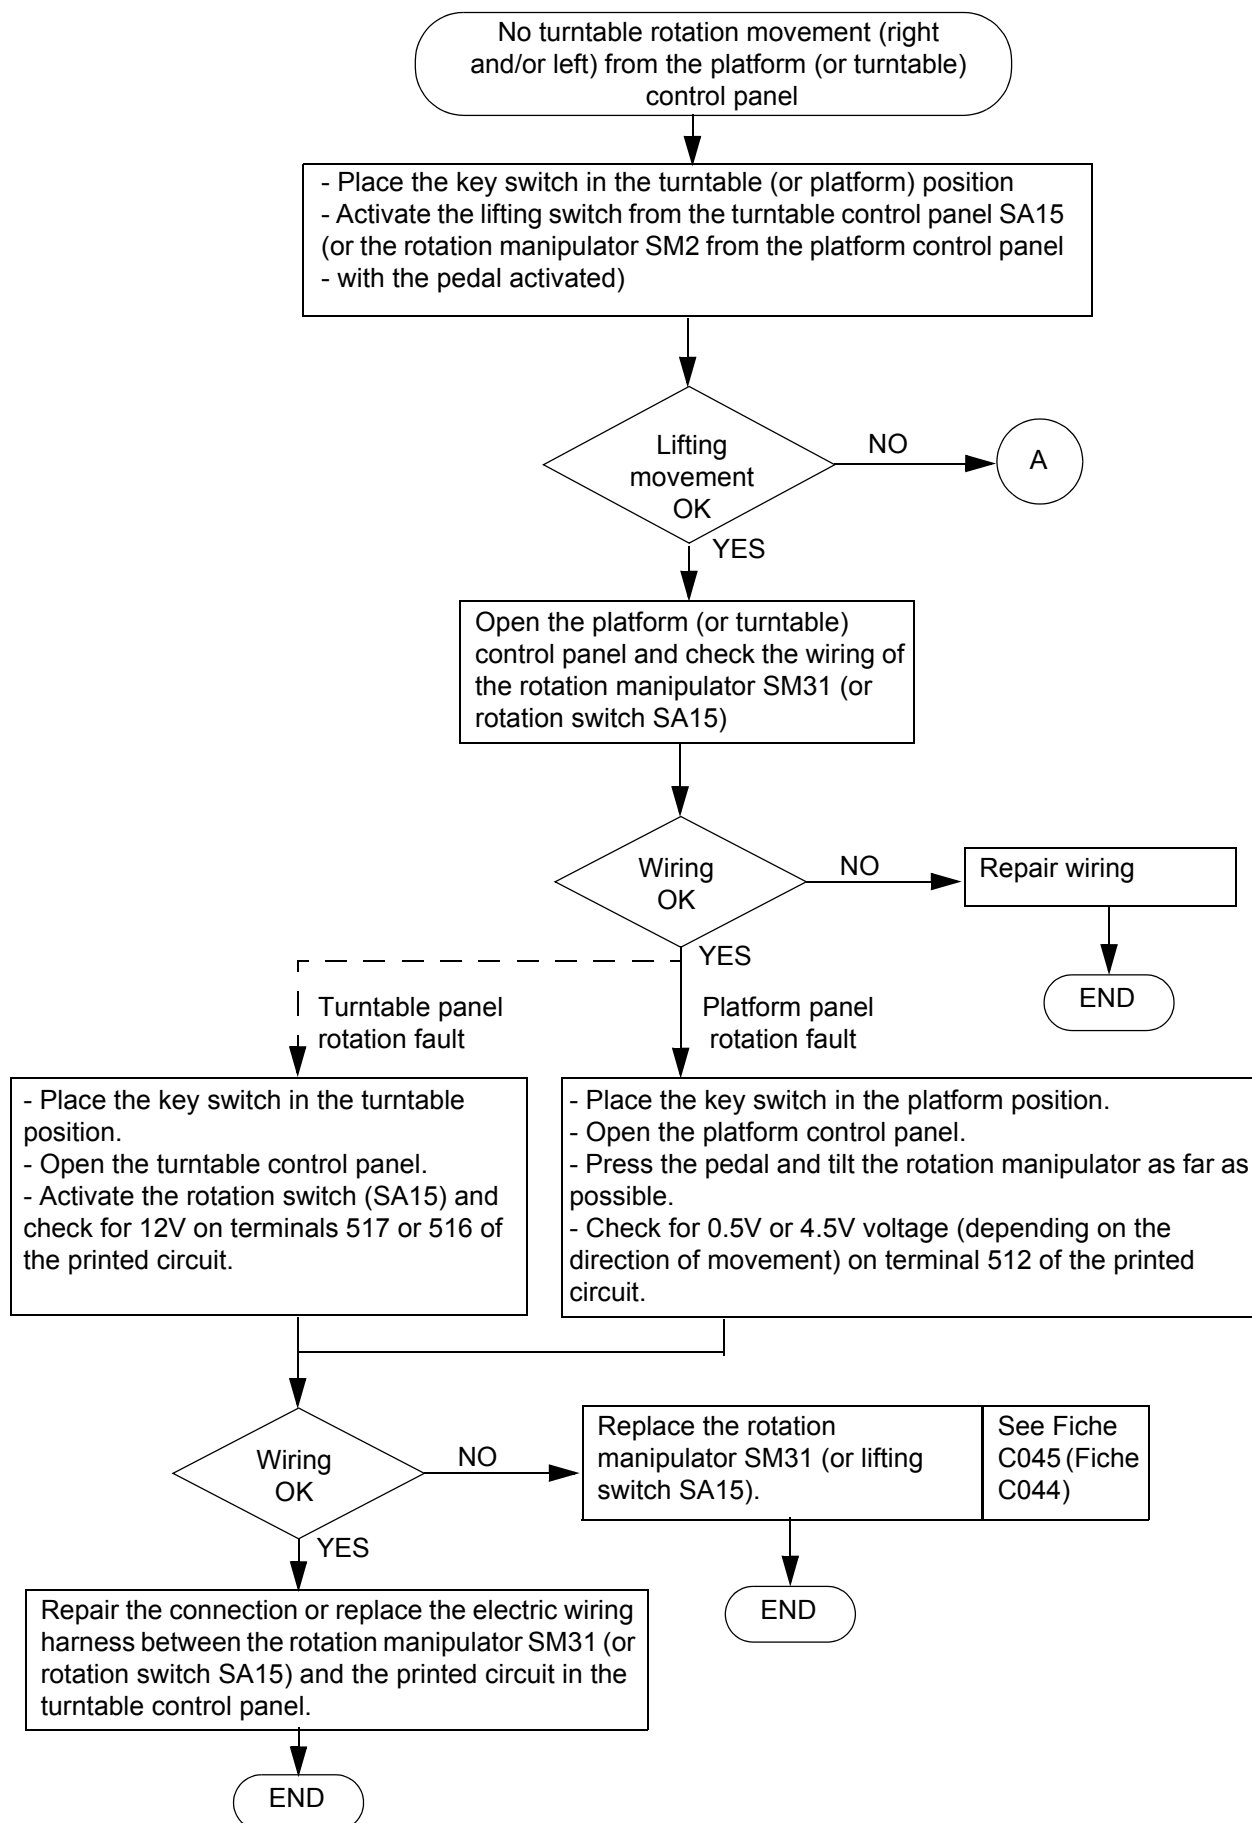 No turntable rotation movement (right
and/or left) from the platform (or turntable)
control panel
- Place the key switch in the turntable (or platform) position
- Activate the lifting switch from the turntable control panel SA15
(or the rotation manipulator SM2 from the platform control panel
- with the pedal activated)
Lifting
movement
OK
NO
A
YES
Open the platform (or turntable)
control panel and check the wiring of
the rotation manipulator SM31 (or
rotation switch SA15)
Wiring
OK
NO
Repair wiring
END
YES
Turntable panel
rotation fault
Platform panel
rotation fault
- Place the key switch in the turntable
position.
- Open the turntable control panel.
- Activate the rotation switch (SA15) and
check for 12V on terminals 517 or 516 of
the printed circuit.
- Place the key switch in the platform position.
- Open the platform control panel.
- Press the pedal and tilt the rotation manipulator as far as
possible.
- Check for 0.5V or 4.5V voltage (depending on the
direction of movement) on terminal 512 of the printed
circuit.
Wiring
OK
NO
Replace the rotation
manipulator SM31 (or lifting
switch SA15).
See Fiche
C045 (Fiche
C044)
END
YES
Repair the connection or replace the electric wiring
harness between the rotation manipulator SM31 (or
rotation switch SA15) and the printed circuit in the
turntable control panel.
END